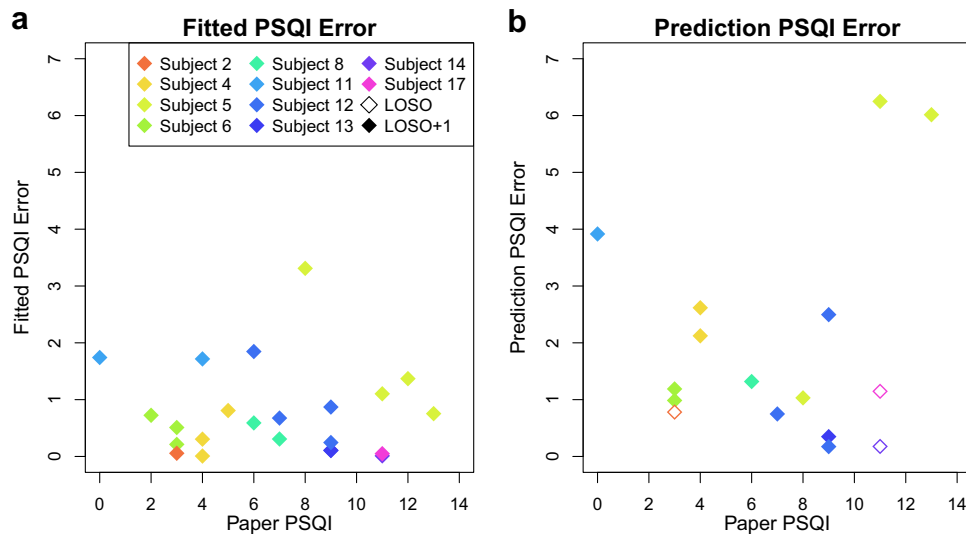 a
Fitted PSQI Error
Subject 2
Subject 4
Subject 5
Subject 6
Subject 8
Subject 11
Subject 12
Subject 13
Subject 14
Subject 17
LOSO
LOSO+1
Fitted PSQI Error
7
6
5
4
3
2
1
0
0 2 4 6 8 10 12 14
Paper PSQI
b
Prediction PSQI Error
Prediction PSQI Error
7
6
5
4
3
2
1
0
0 2 4 6 8 10 12 14
Paper PSQI